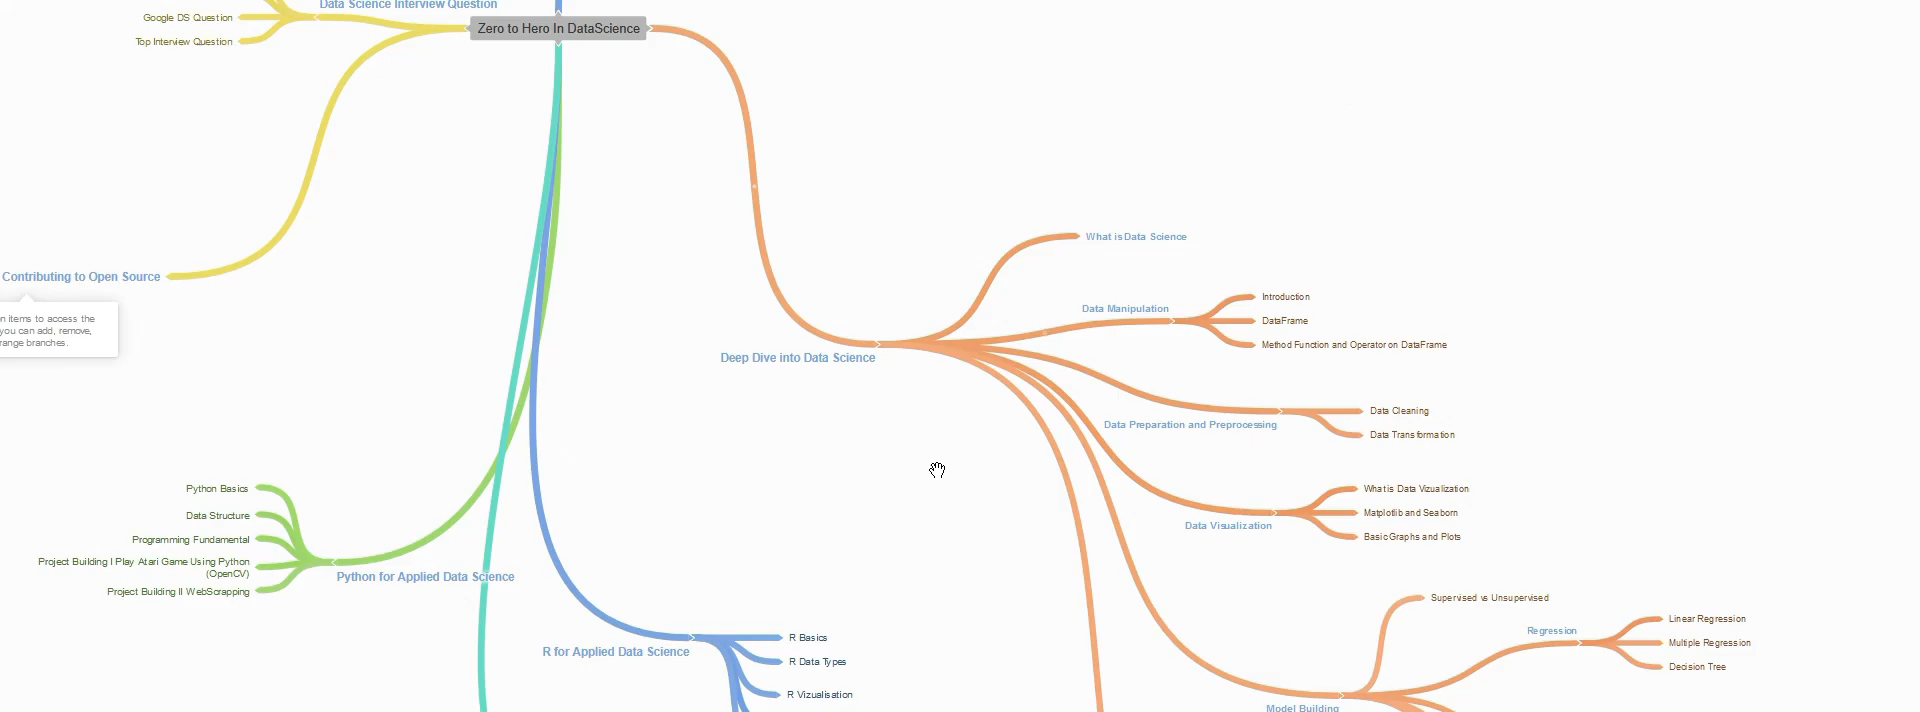 Data Science Interview Question
Google DS Question
Top Interview Question
Zero to Hero In DataScience
Contributing to Open Source
n items to access the
you can add, remove,
range branches.
What is Data Science
Data Manipulation
Introduction
DataFrame
Method Function and Operator on DataFrame
Deep Dive into Data Science
Data Preparation and Preprocessing
Data Cleaning
Data Transformation
What is Data Vizualization
Matplotlib and Seaborn
Basic Graphs and Plots
Data Visualization
Python Basics
Data Structure
Programming Fundamental
Project Building I Play Atari Game Using Python
(OpenCV)
Project Building II WebScrapping
Python for Applied Data Science
R for Applied Data Science
R Basics
R Data Types
R Vizualisation
Supervised vs Unsupervised
Regression
Linear Regression
Multiple Regression
Decision Tree
Model Building